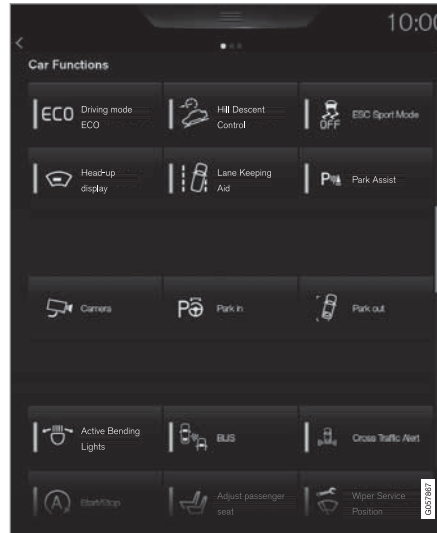 10:00
Car Functions
ECO
Driving mode
ECO
Hill Descent
Control
OFF
ESC Sport Mode
Head-up
display
Lane Keeping
Aid
P
Park Assist
Camera
P
Park in
Park out
Active Bending
Lights
BLIS
Cross Traffic Alert
A
Start/Stop
Adjust passenger
seat
Wiper Service
Position
G057867